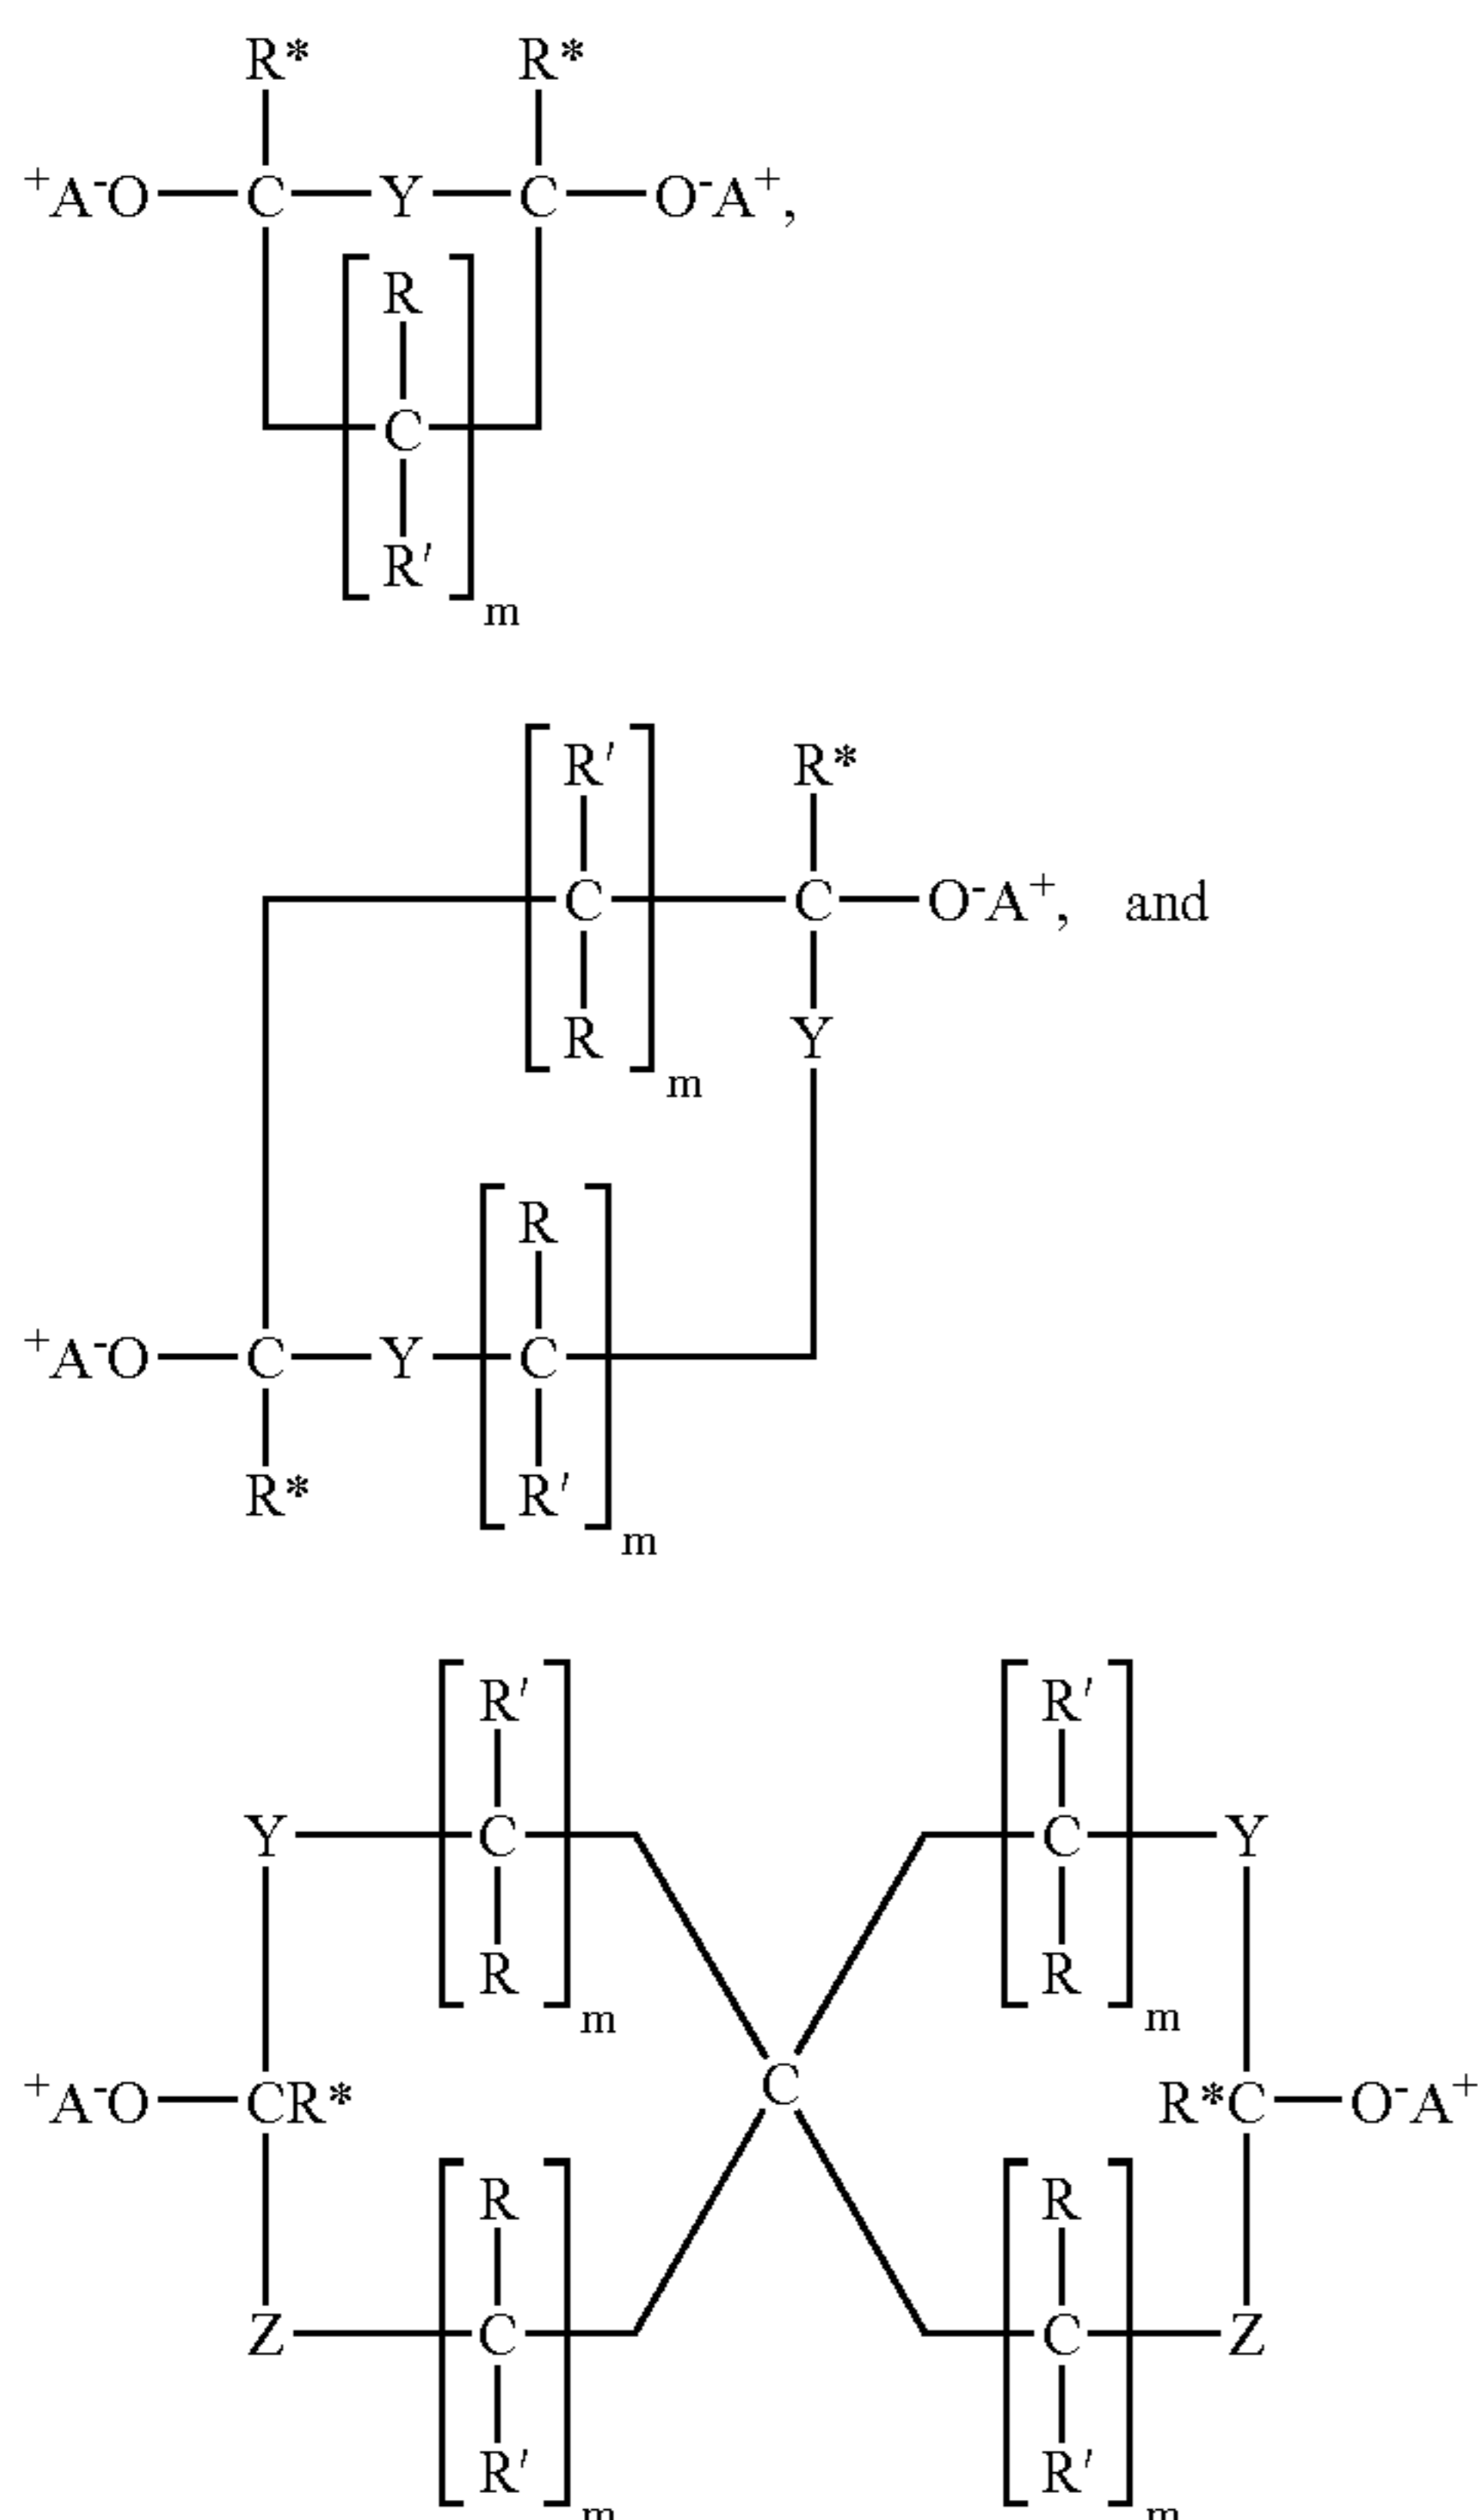 R* R*
⁺A⁻O C Y C O⁻A⁺,
R
C
R'
m
R' R*
C C O⁻A⁺, and
R Y
m
R
⁺A⁻O C Y C
R* R'
m
R' R'
Y C C Y
R R
m m
C
⁺A⁻O CR* R*C O⁻A⁺
R R
Z C C Z
R' R'
m m